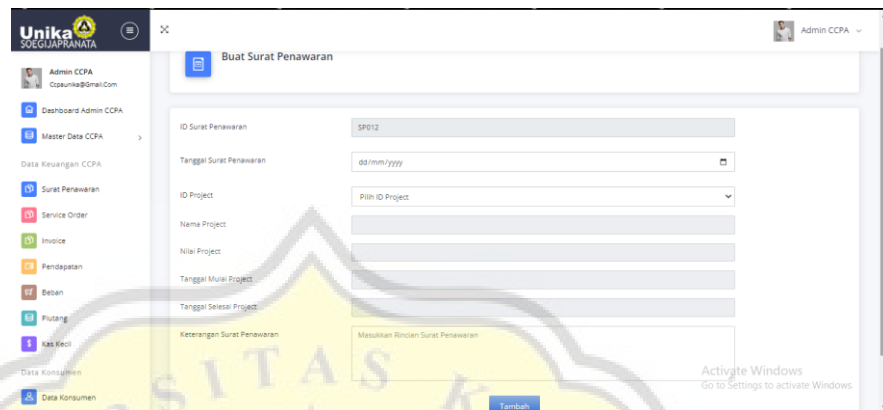 Unika
SOEGIJAPRANATA
Admin CCPA
Admin CCPA
Ccpaunika@Gmail.Com
Dashboard Admin CCPA
Master Data CCPA
Data Keuangan CCPA
Surat Penawaran
Service Order
Invoice
Pendapatan
Beban
Piutang
Kas Kecil
Data Konsumen
Data Konsumen
Buat Surat Penawaran
ID Surat Penawaran
SP012
Tanggal Surat Penawaran
dd/mm/yyyy
ID Project
Pilih ID Project
Nama Project
Nilai Project
Tanggal Mulai Project
Tanggal Selesai Project
Keterangan Surat Penawaran
Masukkan Rincian Surat Penawaran
Tambah
Activate Windows
Go to Settings to activate Windows.
SITAS